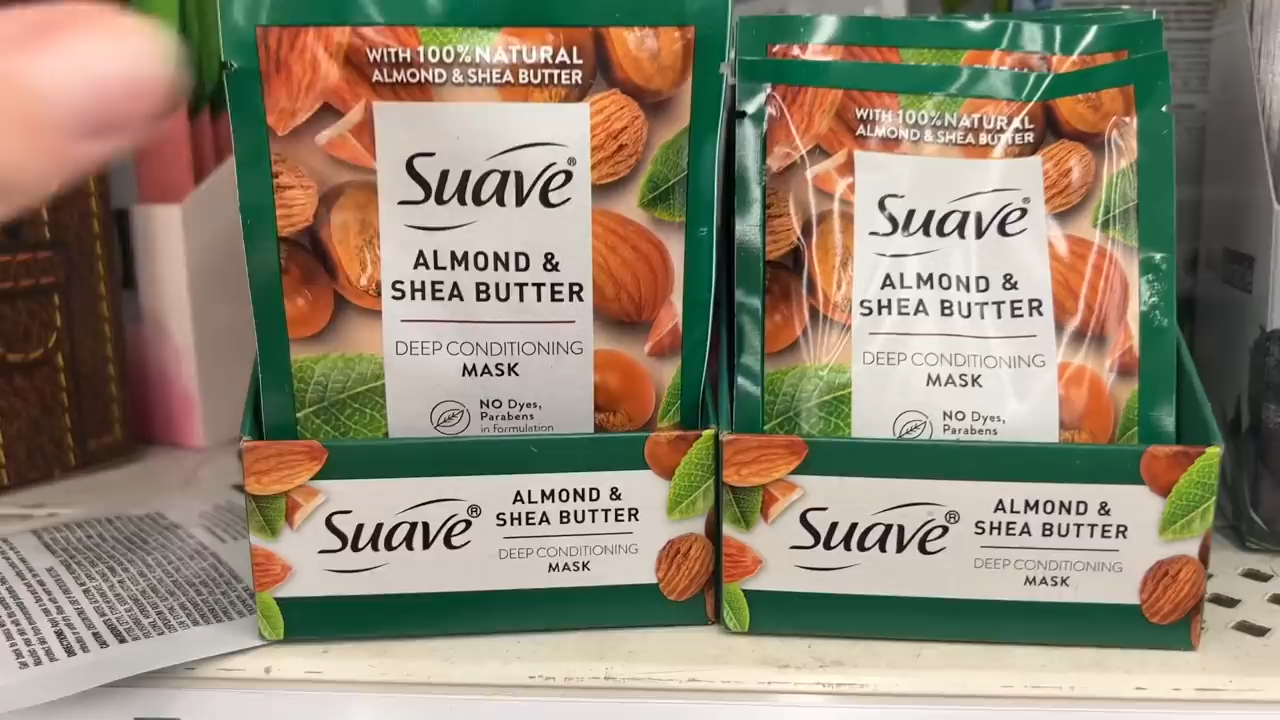 WITH 100% NATURAL
ALMOND & SHEA BUTTER
Suave®
ALMOND &
SHEA BUTTER
DEEP CONDITIONING
MASK
NO Dyes,
Parabens
in formulation
WITH 100% NATURAL
ALMOND & SHEA BUTTER
Suave®
ALMOND &
SHEA BUTTER
DEEP CONDITIONING
MASK
NO Dyes,
Parabens
Suave®
ALMOND &
SHEA BUTTER
DEEP CONDITIONING
MASK
Suave®
ALMOND &
SHEA BUTTER
DEEP CONDITIONING
MASK